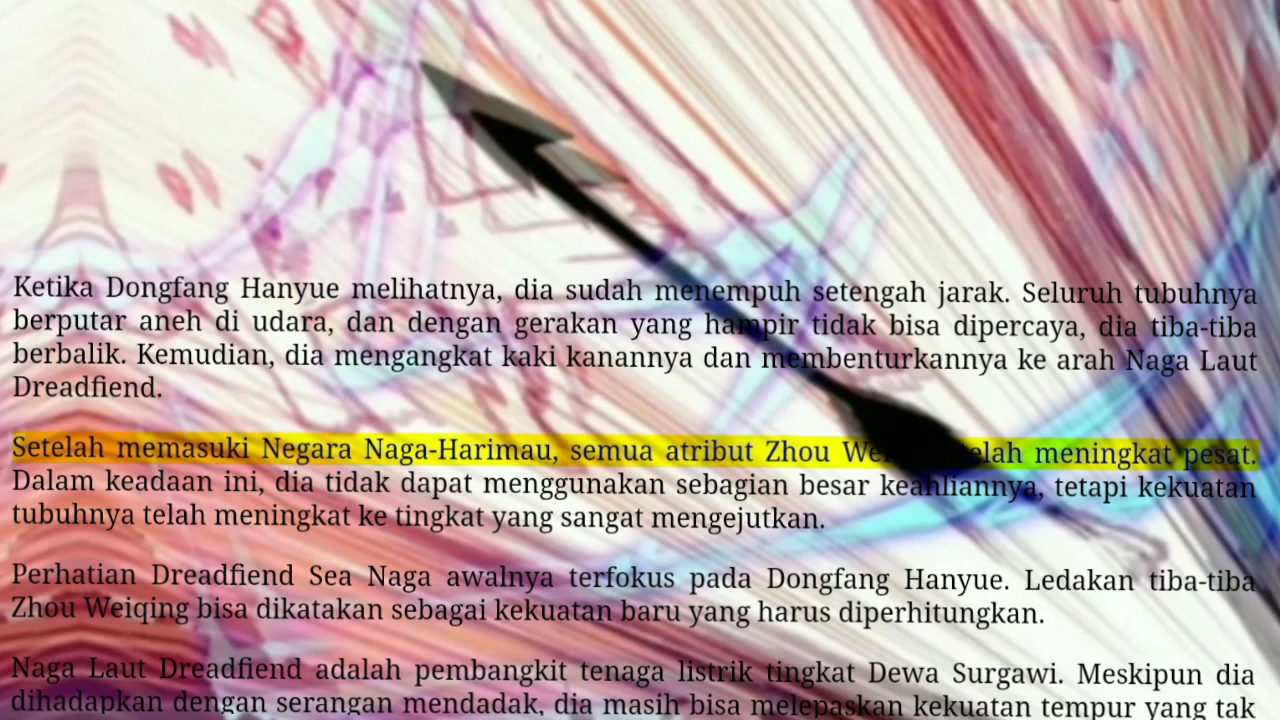 Ketika Dongfang Hanyue melihatnya, dia sudah menempuh setengah jarak. Seluruh tubuhnya
berputar aneh di udara, dan dengan gerakan yang hampir tidak bisa dipercaya, dia tiba-tiba
berbalik. Kemudian, dia mengangkat kaki kanannya dan membenturkannya ke arah Naga Laut
Dreadfiend.
Setelah memasuki Negara Naga-Harimau, semua atribut Zhou meningkat pesat.
Dalam keadaan ini, dia tidak dapat menggunakan sebagian besar keahliannya, tetapi kekuatan
tubuhnya telah meningkat ke tingkat yang sangat mengejutkan.
Perhatian Dreadfiend Sea Naga awalnya terfokus pada Dongfang Hanyue. Ledakan tiba-tiba
Zhou Weiqing bisa dikatakan sebagai kekuatan baru yang harus diperhitungkan.
Naga Laut Dreadfiend adalah pembangkit tenaga listrik tingkat Dewa Surgawi. Meskipun dia
dihadapkan dengan serangan mendadak, dia masih bisa melepaskan kekuatan tempur yang tak